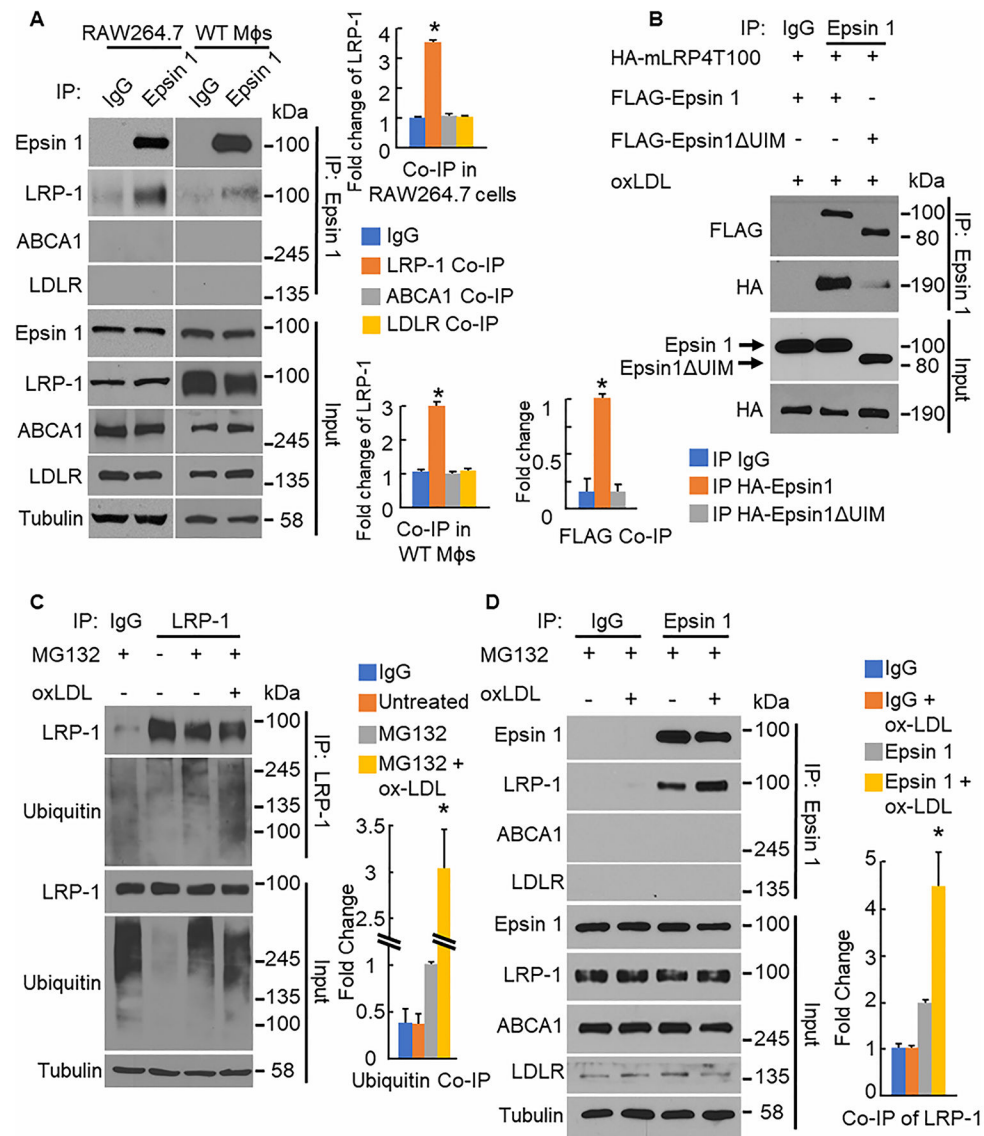 A
RAW264.7 WT Mϕs
IP: IgG Epsin 1 IgG Epsin 1
kDa
Epsin 1 100
LRP-1 100
ABCA1 245
LDLR 135
IP: Epsin 1
Epsin 1 100
LRP-1 100
ABCA1 245
LDLR 135
Tubulin 58
Input
Fold change of LRP-1
4
3
2
1
0
*
Co-IP in
RAW264.7 cells
IgG
LRP-1 Co-IP
ABCA1 Co-IP
LDLR Co-IP
Fold change of LRP-1
3
2
1
0
*
Co-IP in
WT Mϕs
B
IP: IgG Epsin 1
HA-mLRP4T100 + + +
FLAG-Epsin 1 + + -
FLAG-Epsin1ΔUIM - - +
oxLDL + + + kDa
FLAG 100
80
HA 190
IP: Epsin 1
Epsin 1 100
Epsin1ΔUIM 80
HA 190
Input
Fold change
1
0.5
0
*
FLAG Co-IP
IP IgG
IP HA-Epsin1
IP HA-Epsin1ΔUIM
C
IP: IgG LRP-1
MG132 + - + +
oxLDL - - - + kDa
LRP-1 100
Ubiquitin 245
135
100
IP: LRP-1
LRP-1 100
Ubiquitin 245
135
100
Tubulin 58
Input
IgG
Untreated
MG132
MG132 +
ox-LDL
Fold Change
3.5
3
2.5
1
0.5
0
*
Ubiquitin Co-IP
D
IP: IgG Epsin 1
MG132 + + + +
oxLDL - + - + kDa
Epsin 1 100
LRP-1 100
ABCA1 245
LDLR 135
IP: Epsin 1
Epsin 1 100
LRP-1 100
ABCA1 245
LDLR 135
Tubulin 58
Input
IgG
IgG +
ox-LDL
Epsin 1
Epsin 1 +
ox-LDL
Fold Change
5
4
3
2
1
0
*
Co-IP of LRP-1